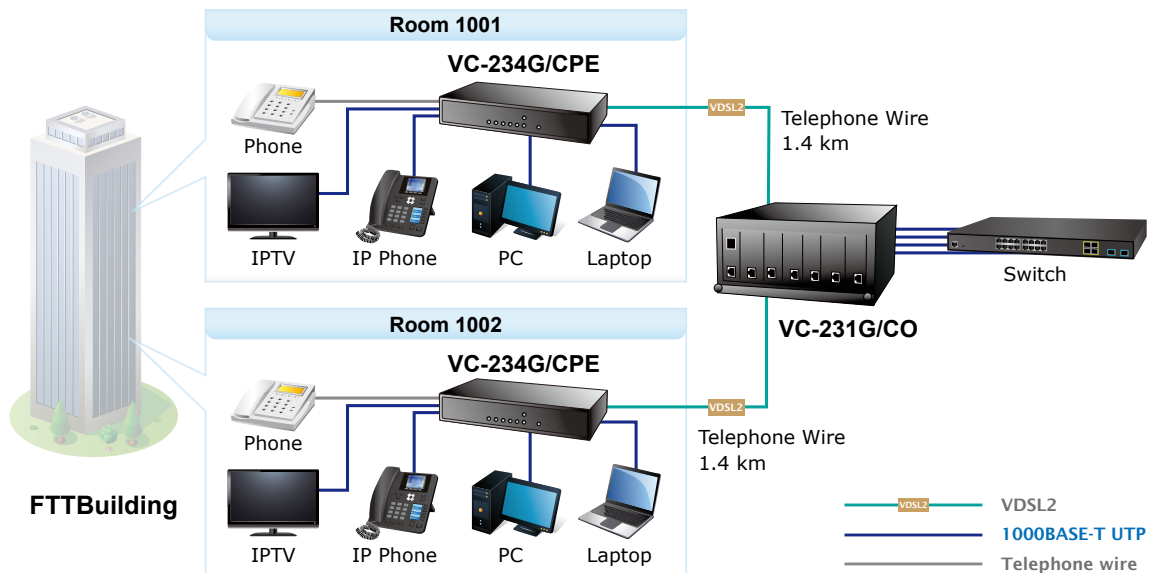 Room 1001
VC-234G/CPE
Phone
IPTV
IP Phone
PC
Laptop
VDSL2
Telephone Wire
1.4 km
Switch
VC-231G/CO
Room 1002
VC-234G/CPE
Phone
IPTV
IP Phone
PC
Laptop
VDSL2
Telephone Wire
1.4 km
FTTBuilding
VDSL2
VDSL2
1000BASE-T UTP
Telephone wire